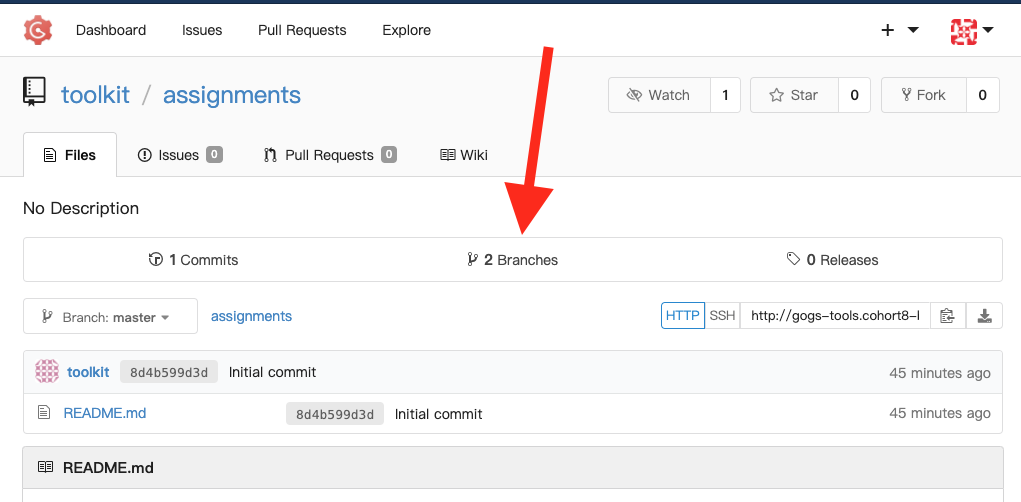 Dashboard Issues Pull Requests Explore
toolkit / assignments
Watch 1 Star 0 Fork 0
Files Issues 0 Pull Requests 0 Wiki
No Description
1 Commits 2 Branches 0 Releases
Branch: master assignments HTTP SSH http://gogs-tools.cohort8-l
toolkit 8d4b599d3d Initial commit 45 minutes ago
README.md 8d4b599d3d Initial commit 45 minutes ago
README.md